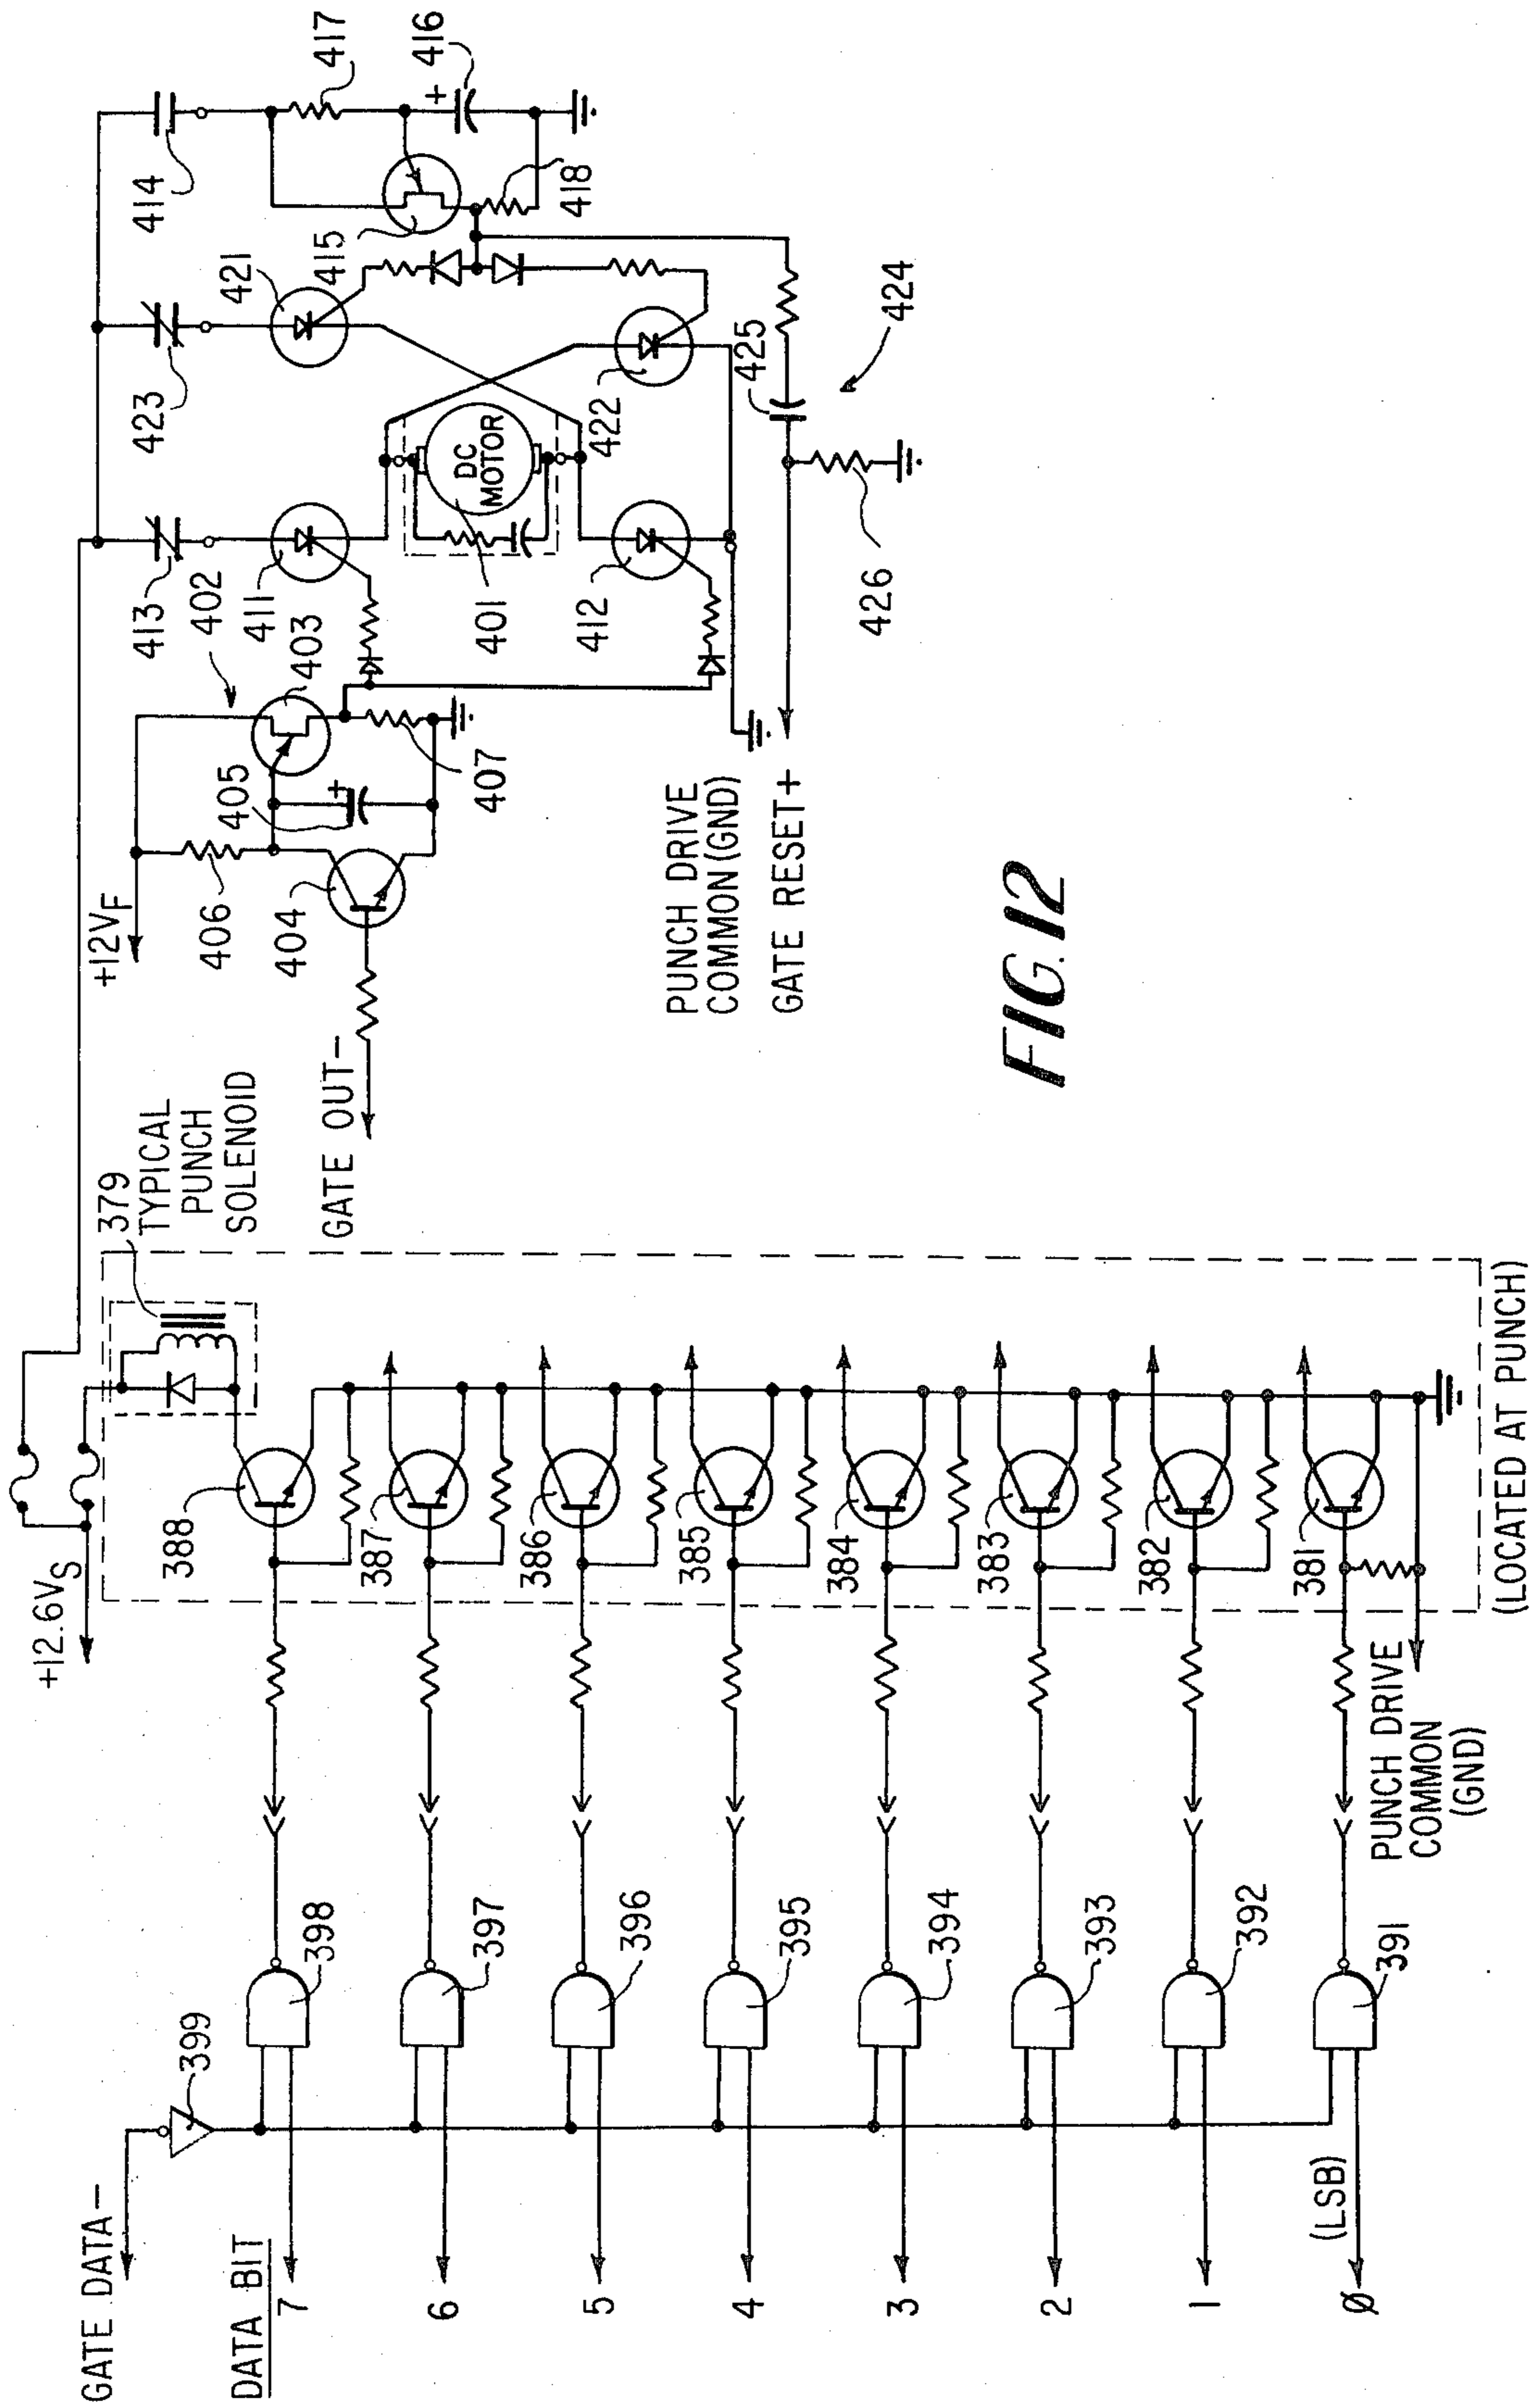 GATE DATA-
399
DATA BIT
7
6
5
4
3
2
1
(LSB)
Ø
398
397
396
395
394
393
392
391
+12.6VS
388
387
386
385
384
383
382
381
PUNCH DRIVE
COMMON
(GND)
(LOCATED AT PUNCH)
379
TYPICAL
PUNCH
SOLENOID
GATE OUT-
+12VF
406
404
405
407
402
403
PUNCH DRIVE
COMMON (GND)
GATE RESET+
413
411
401
DC
MOTOR
412
426
423
421
422
425
424
414
415
418
417
+
416
+
FIG. 12